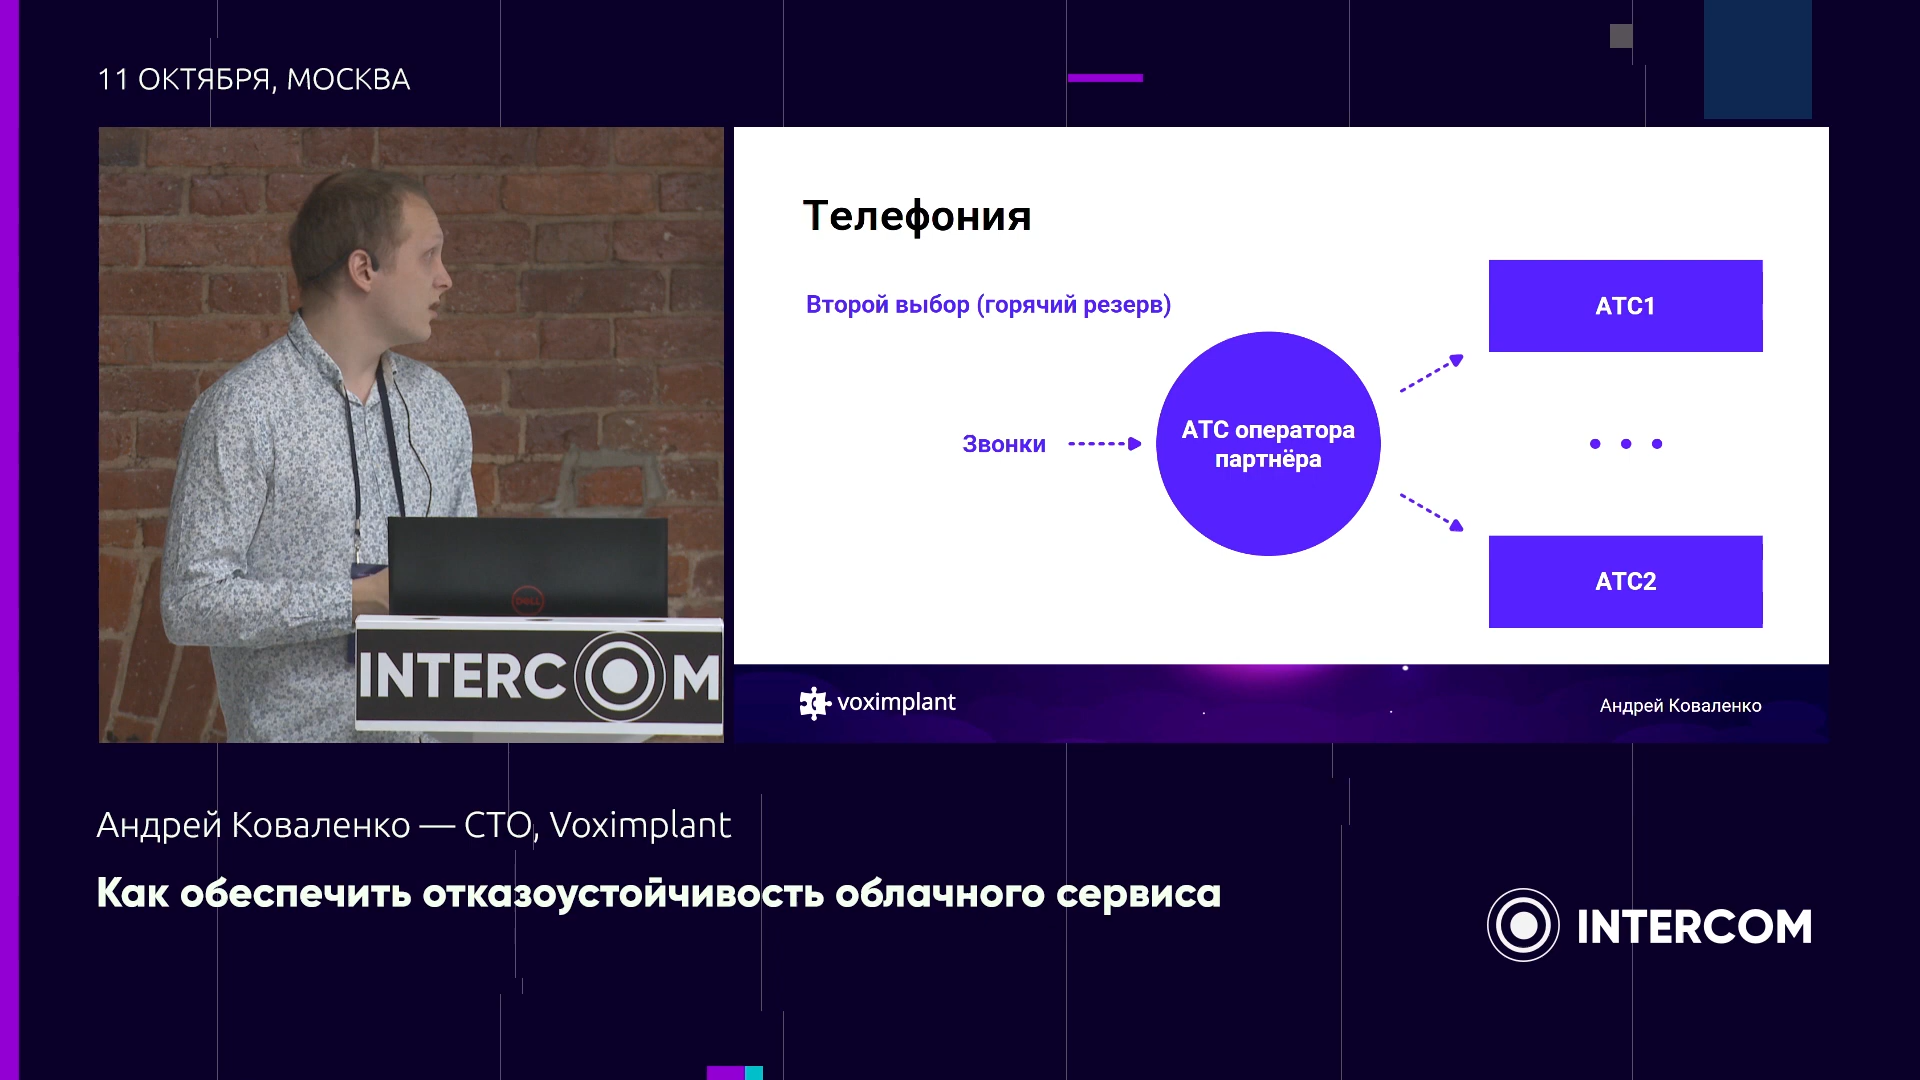 11 ОКТЯБРЯ, МОСКВА
Телефония
Второй выбор (горячий резерв)
Звонки
АТС оператора
партнёра
АТС1
АТС2
DELL
INTERCOM
voximplant
Андрей Коваленко
Андрей Коваленко — CTO, Voximplant
Как обеспечить отказоустойчивость облачного сервиса
INTERCOM